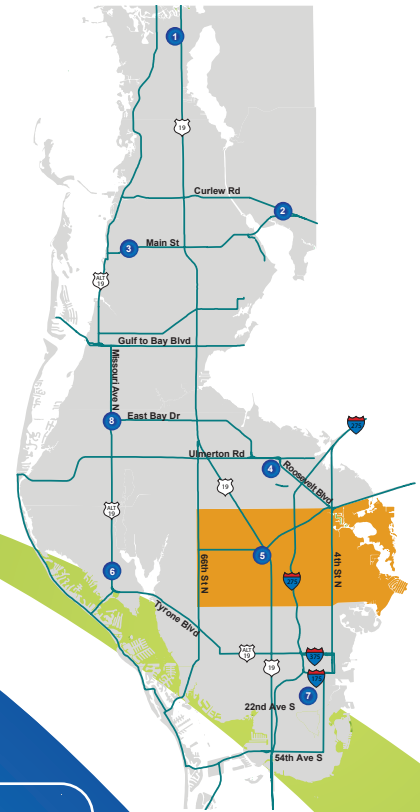 1
19
Curlew Rd
2
Main St
3
ALT
19
Gulf to Bay Blvd
Missouri Ave N
8
East Bay Dr
275
Ulmerton Rd
4
Roosevelt Blvd
19
ALT
19
5
66th St N
4th St N
6
275
Tyrone Blvd
ALT
19
375
19
175
7
22nd Ave S
54th Ave S